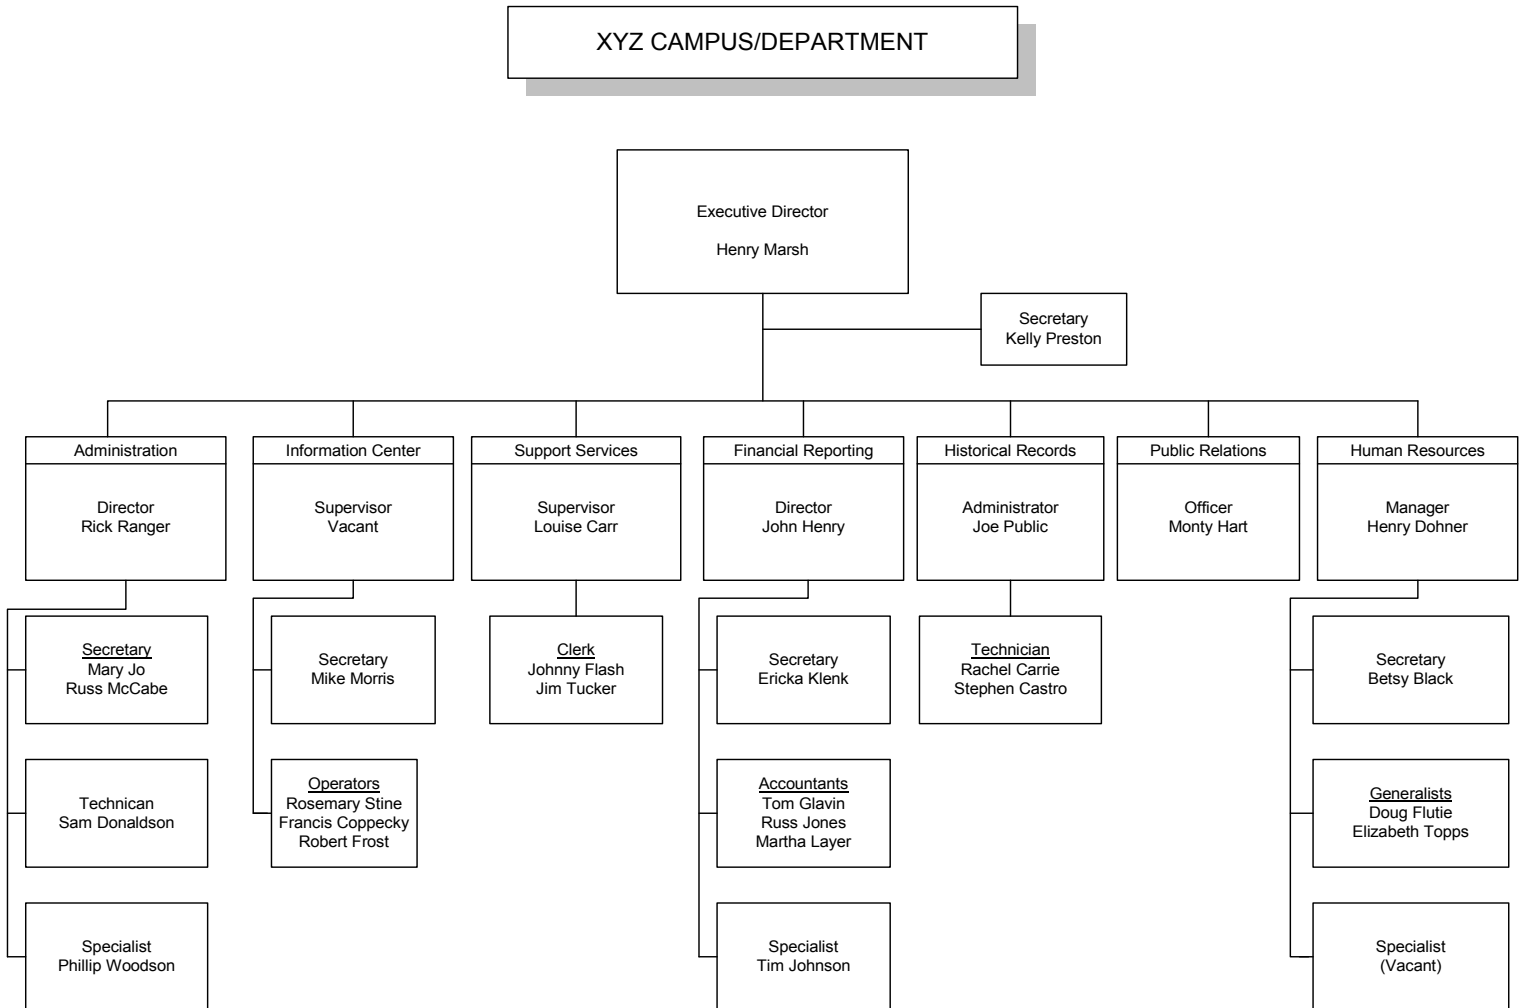 XYZ CAMPUS/DEPARTMENT
Executive Director
Henry Marsh
Secretary
Kelly Preston
Administration
Director
Rick Ranger
Information Center
Supervisor
Vacant
Support Services
Supervisor
Louise Carr
Financial Reporting
Director
John Henry
Historical Records
Administrator
Joe Public
Public Relations
Officer
Monty Hart
Human Resources
Manager
Henry Dohner
Secretary
Mary Jo
Russ McCabe
Secretary
Mike Morris
Clerk
Johnny Flash
Jim Tucker
Secretary
Ericka Klenk
Technician
Rachel Carrie
Stephen Castro
Secretary
Betsy Black
Technican
Sam Donaldson
Operators
Rosemary Stine
Francis Coppecky
Robert Frost
Accountants
Tom Glavin
Russ Jones
Martha Layer
Generalists
Doug Flutie
Elizabeth Topps
Specialist
Phillip Woodson
Specialist
Tim Johnson
Specialist
(Vacant)